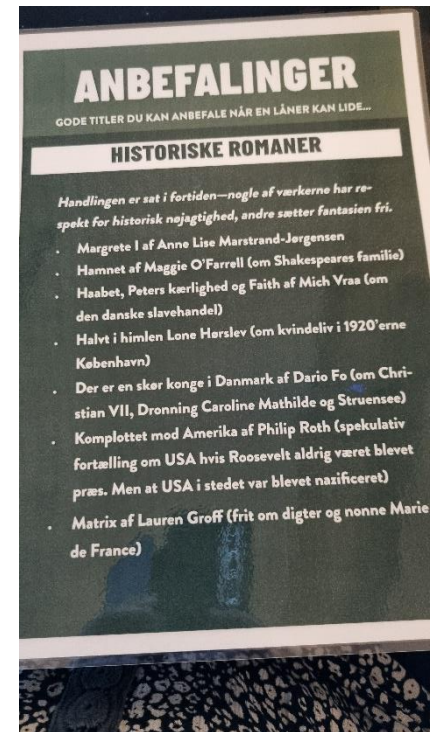 ANBEFALINGER
GODE TITLER DU KAN ANBEFALE NÅR EN LÅNER KAN LIDE...
HISTORISKE ROMANER
Handlingen er sat i fortiden—nogle af værkerne har re-
spekt for historisk nøjagtighed, andre sætter fantasien fri.
• Margrete I af Anne Lise Marstrand-Jørgensen
• Hamnet af Maggie O'Farrell (om Shakespeares familie)
• Haabet, Peters kærlighed og Faith af Mich Vraa (om
den danske slavehandel)
• Halvt i himlen Lone Hørslev (om kvindeliv i 1920'erne
København)
• Der er en skør konge i Danmark af Dario Fo (om Chri-
stian VII, Dronning Caroline Mathilde og Struensee)
• Komplottet mod Amerika af Philip Roth (spekulativ
fortælling om USA hvis Roosevelt aldrig været blevet
præs. Men at USA i stedet var blevet nazificeret)
• Matrix af Lauren Groff (frit om digter og nonne Marie
de France)